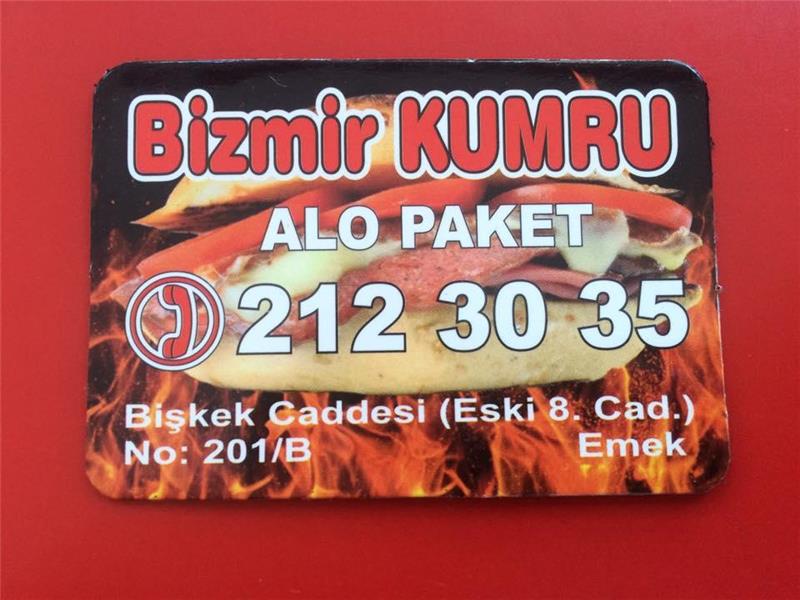 Bizmir KUMRU
ALO PAKET
212 30 35
Bişkek Caddesi (Eski 8. Cad.)
No: 201/B Emek